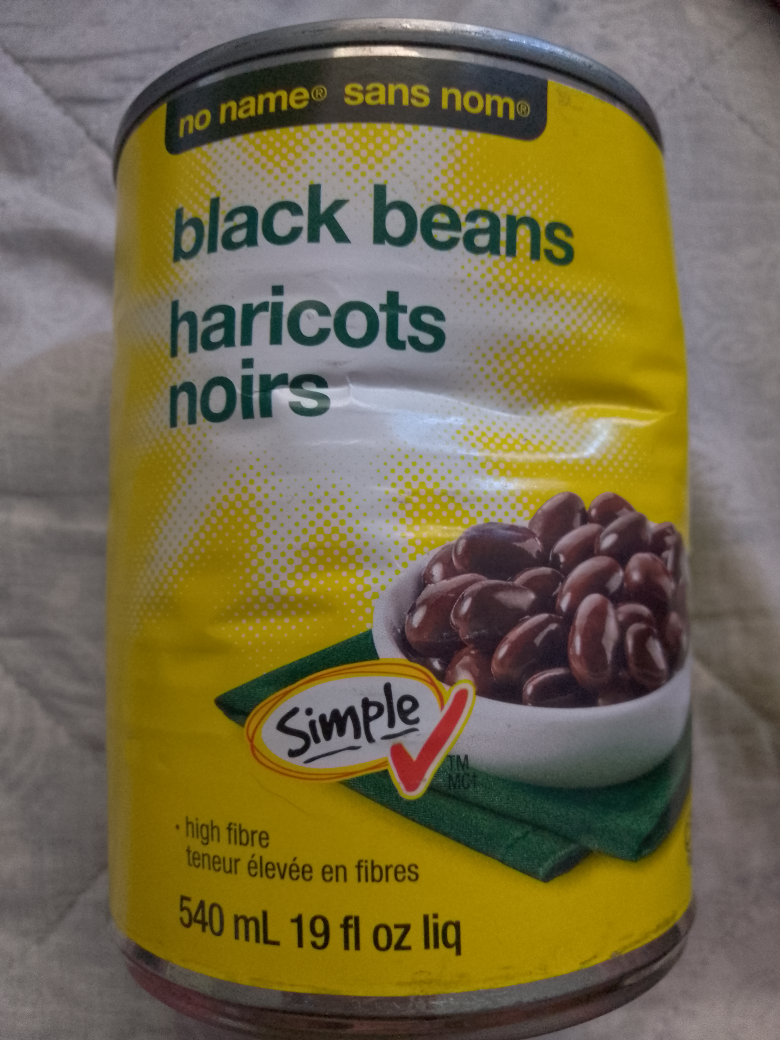 no name® sans nom®
black beans
haricots
noirs
Simple
TM
MC†
• high fibre
teneur élevée en fibres
540 mL 19 fl oz liq